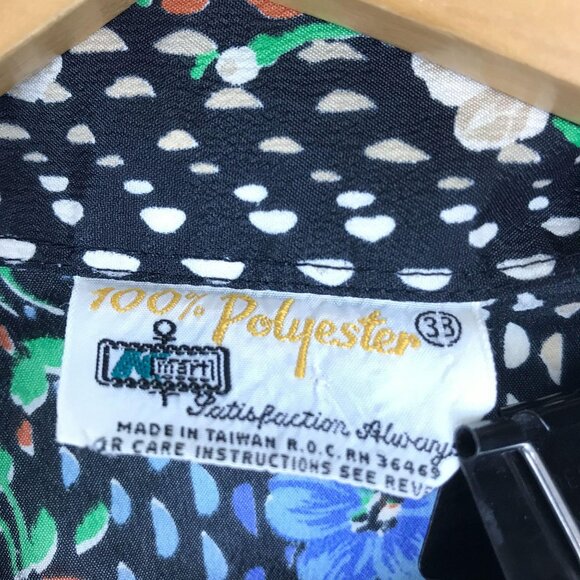 100% Polyester 33
Kmart
Satisfaction Always
MADE IN TAIWAN R.O.C. RN 36469
OR CARE INSTRUCTIONS SEE REV